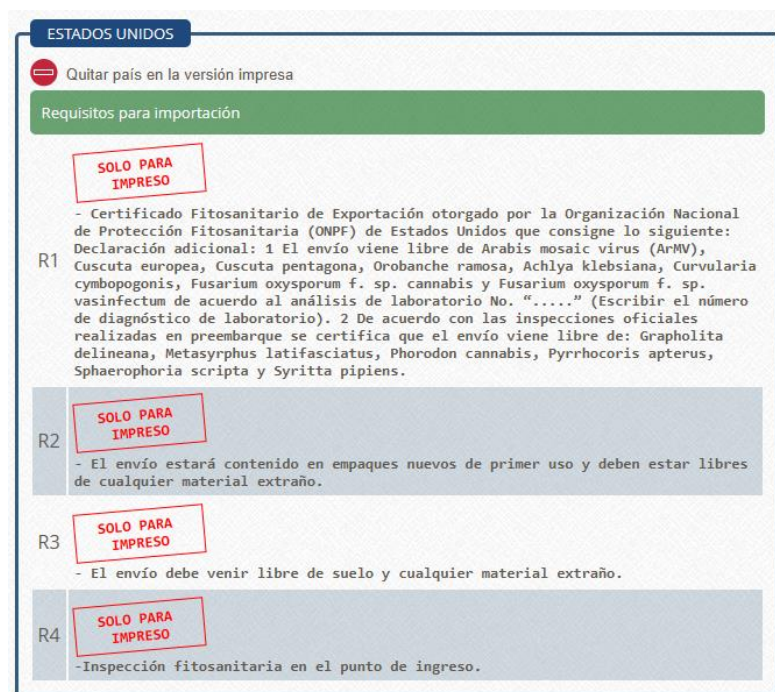 ESTADOS UNIDOS
Quitar país en la versión impresa
Requisitos para importación
SOLO PARA
IMPRESO
R1
- Certificado Fitosanitario de Exportación otorgado por la Organización Nacional
de Protección Fitosanitaria (ONPF) de Estados Unidos que consigne lo siguiente:
Declaración adicional: 1 El envío viene libre de Arabis mosaic virus (ArMV),
Cuscuta europea, Cuscuta pentagona, Orobanche ramosa, Achlya klebsiana, Curvularia
cymbopogonis, Fusarium oxysporum f. sp. cannabis y Fusarium oxysporum f. sp.
vasinfectum de acuerdo al análisis de laboratorio No. “.....” (Escribir el número
de diagnóstico de laboratorio). 2 De acuerdo con las inspecciones oficiales
realizadas en preembarque se certifica que el envío viene libre de: Grapholita
delineana, Metasyrphus latifasciatus, Phorodon cannabis, Pyrrhocoris apterus,
Sphaerophoria scripta y Syritta pipiens.
SOLO PARA
IMPRESO
R2
- El envío estará contenido en empaques nuevos de primer uso y deben estar libres
de cualquier material extraño.
SOLO PARA
IMPRESO
R3
- El envío debe venir libre de suelo y cualquier material extraño.
SOLO PARA
IMPRESO
R4
-Inspección fitosanitaria en el punto de ingreso.